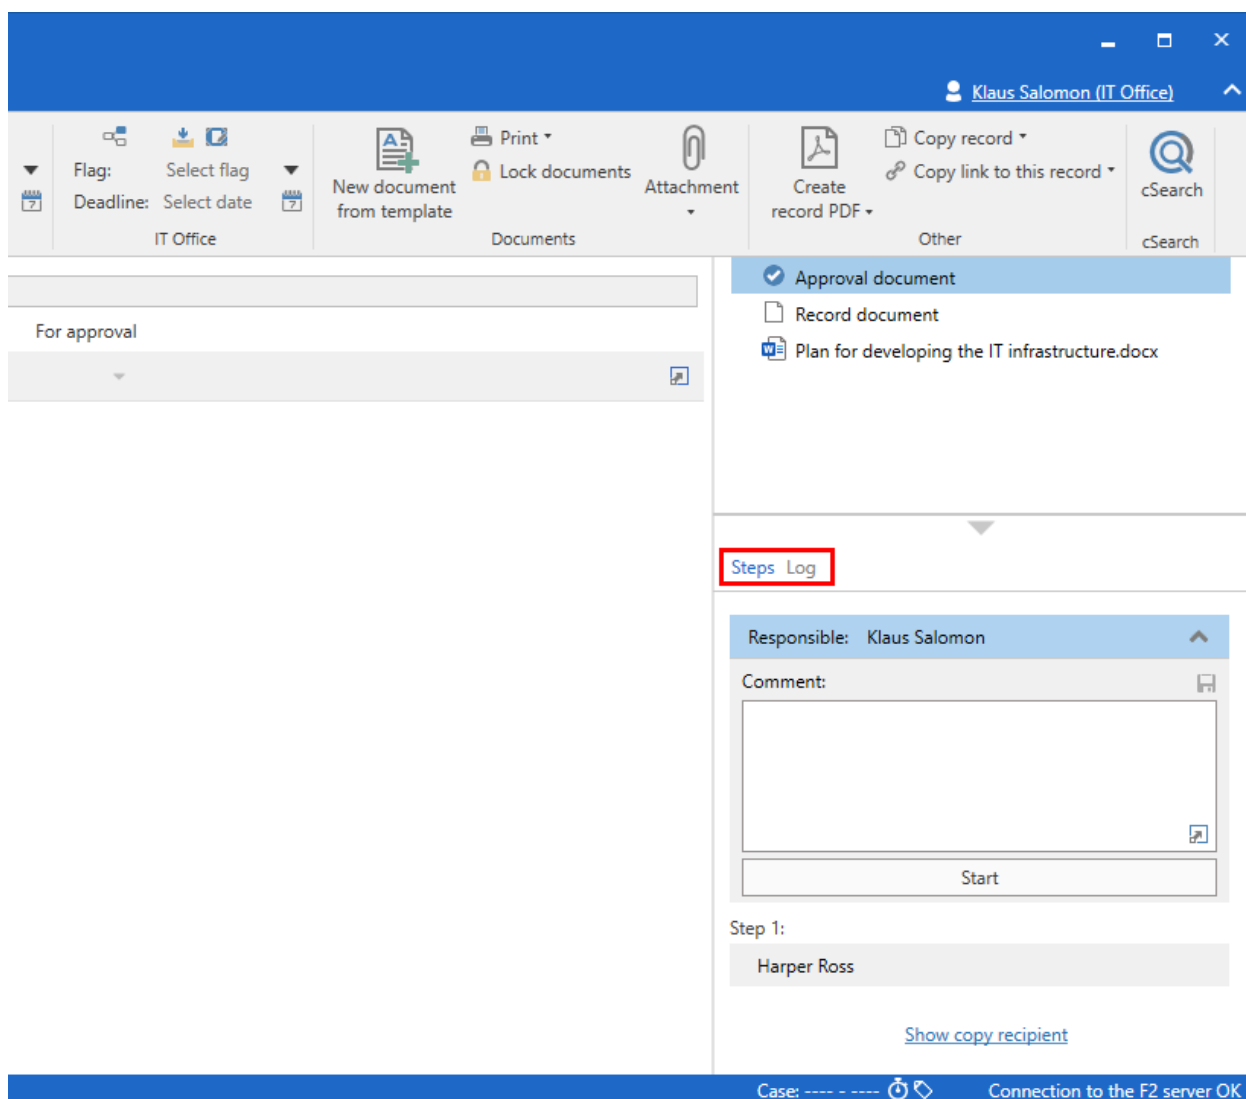 Klaus Salomon (IT Office)
Flag: Select flag
Deadline: Select date
7
7
IT Office
New document
from template
Print
Lock documents
Attachment
Documents
Create
record PDF
Copy record
Copy link to this record
Other
cSearch
cSearch
For approval
Approval document
Record document
Plan for developing the IT infrastructure.docx
Steps Log
Responsible: Klaus Salomon
Comment:
Start
Step 1:
Harper Ross
Show copy recipient
Case: ---- - ---- Connection to the F2 server OK